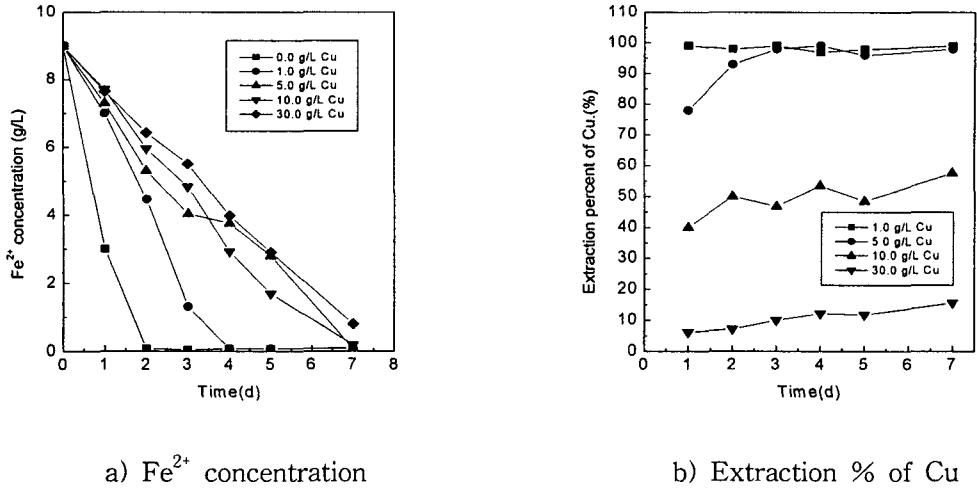 10
8
6
4
2
0
Fe²⁺ concentration (g/L)
0.0 g/L Cu
1.0 g/L Cu
5.0 g/L Cu
10.0 g/L Cu
30.0 g/L Cu
0 1 2 3 4 5 6 7 8
Time(d)
110
100
90
80
70
60
50
40
30
20
10
0
Extraction percent of Cu.(%)
1.0 g/L Cu
5.0 g/L Cu
10.0 g/L Cu
30.0 g/L Cu
0 1 2 3 4 5 6 7
Time(d)
a) Fe²⁺ concentration
b) Extraction % of Cu